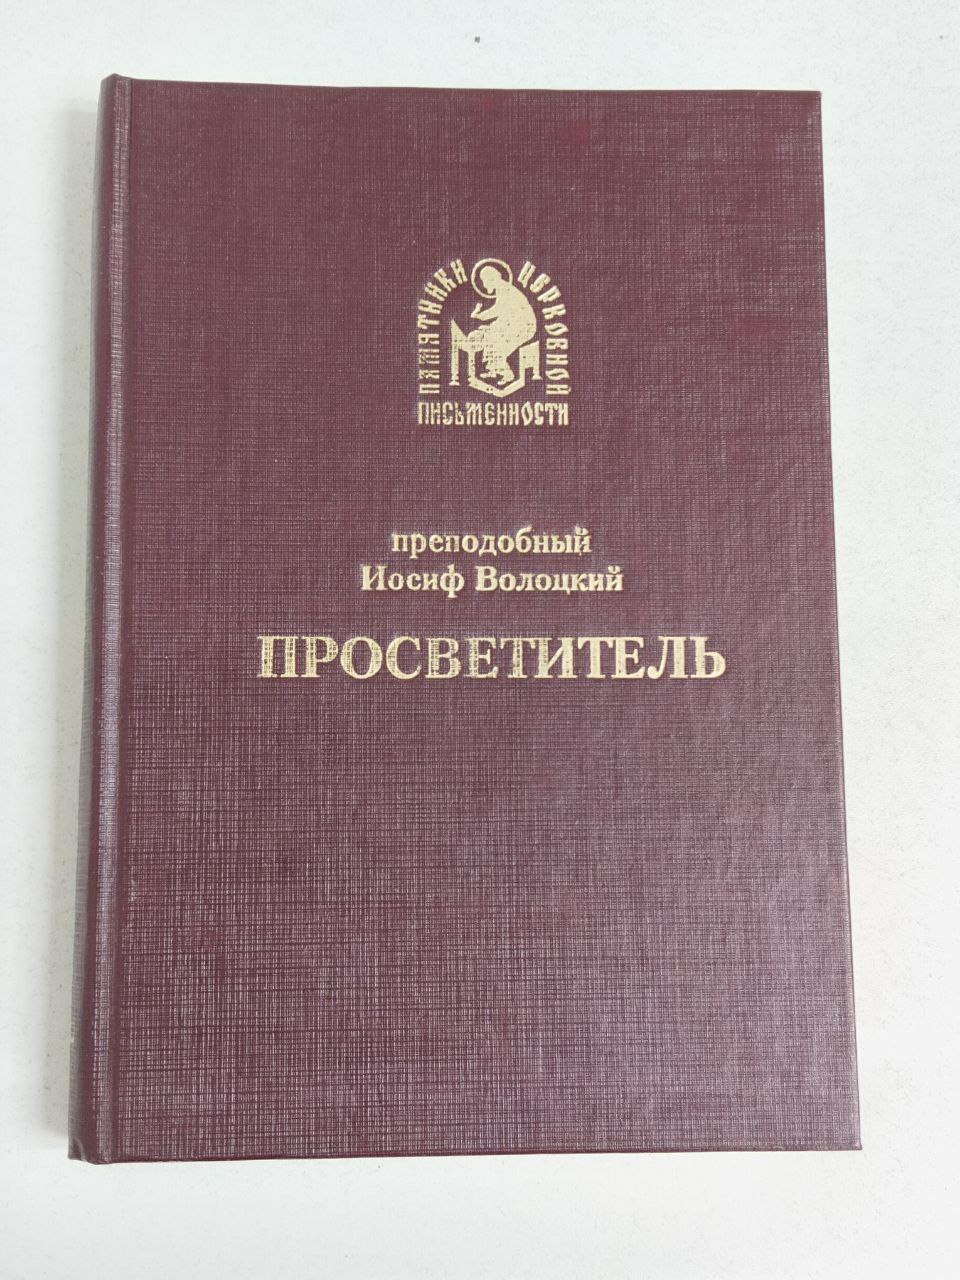 ПАМЯТНИКИ ЦЕРКОВНОЙ
ПИСЬМЕННОСТИ
преподобный
Иосиф Волоцкий
ПРОСВЕТИТЕЛЬ